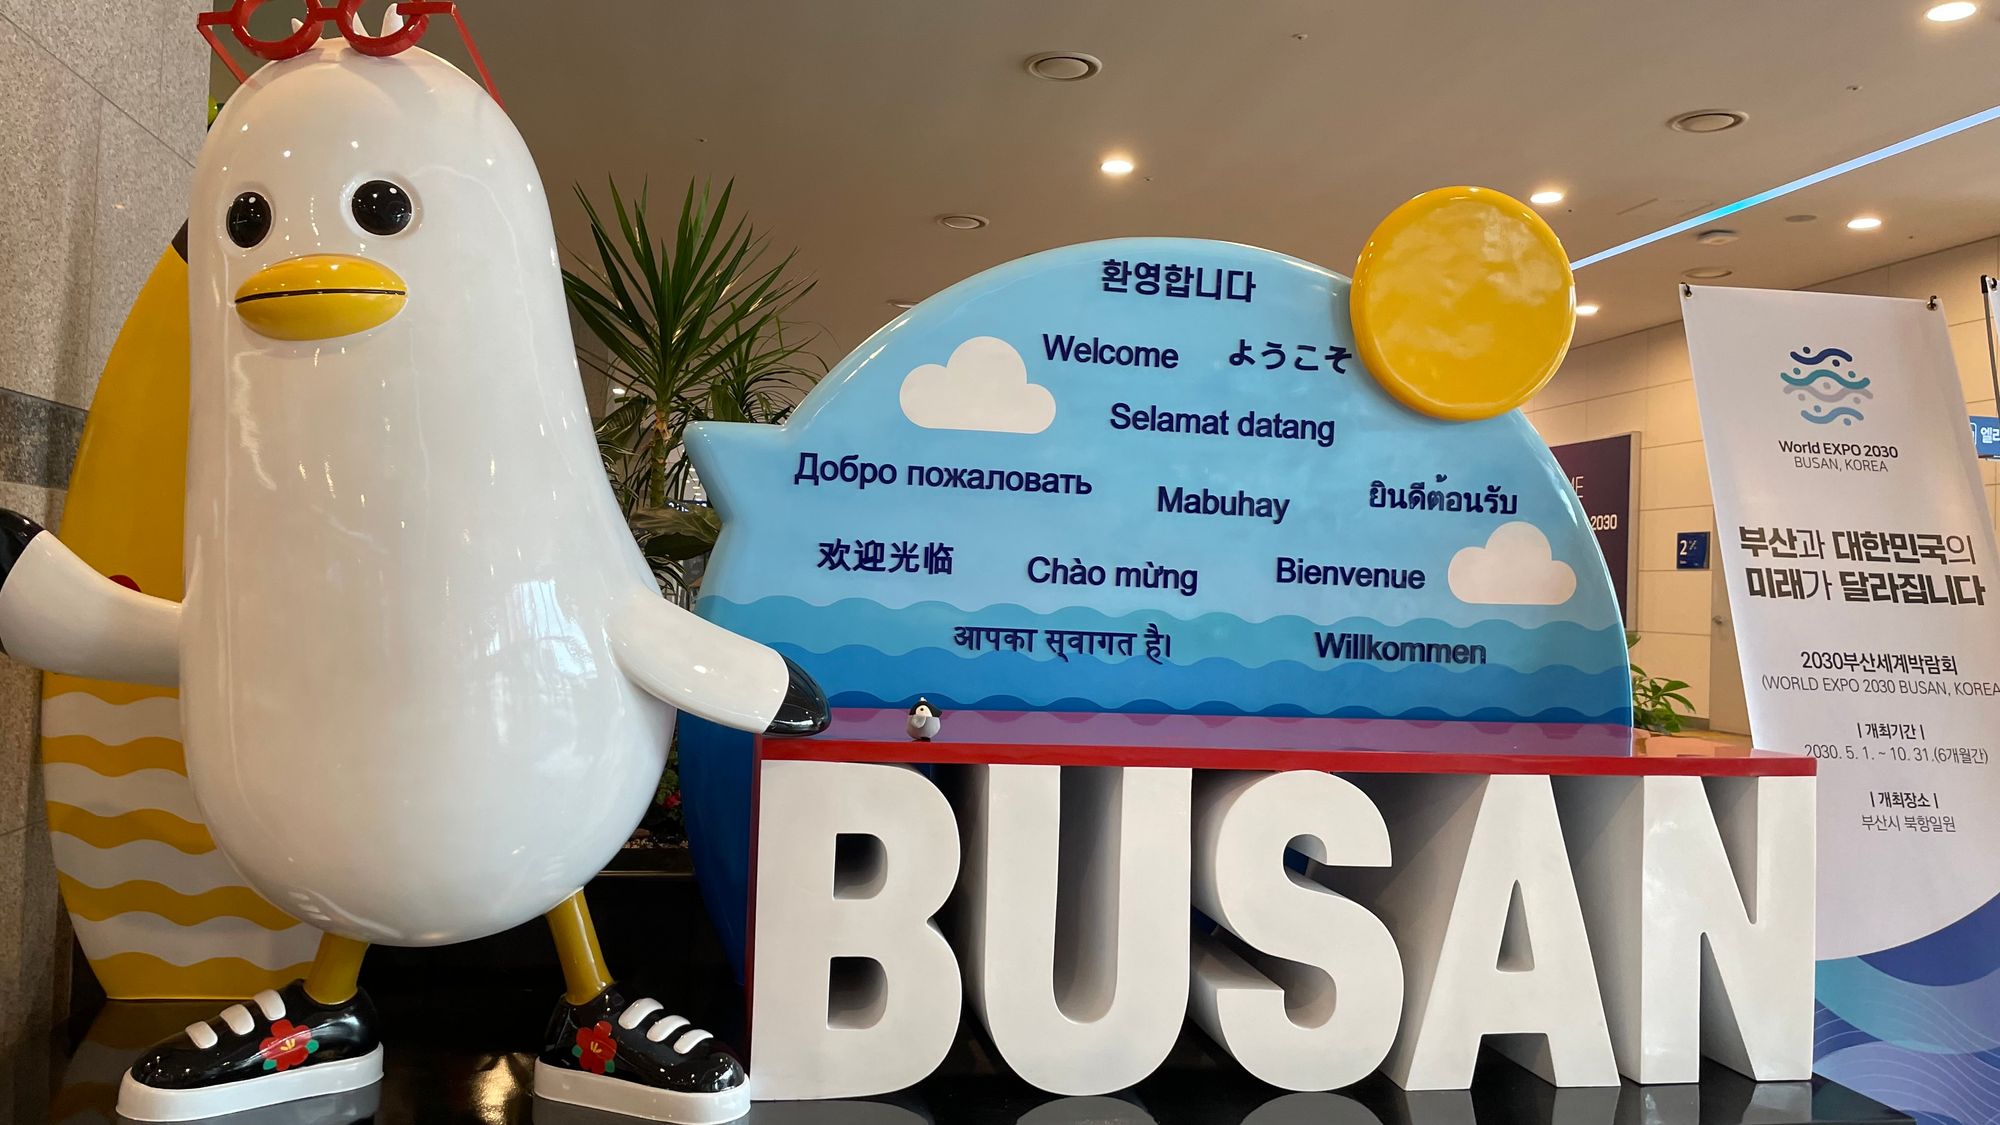 환영합니다
Welcome ようこそ
Selamat datang
Добро пожаловать Mabuhay ยินดีต้อนรับ
欢迎光临 Chào mừng Bienvenue
आपका स्वागत है।
Willkommen
BUSAN
World EXPO 2030
BUSAN, KOREA
부산과 대한민국의
미래가 달라집니다
2030부산세계박람회
(WORLD EXPO 2030 BUSAN, KOREA
| 개최기간 |
2030. 5. 1. ~ 10. 31.(6개월간)
| 개최장소 |
부산시 북항일원
2030
2